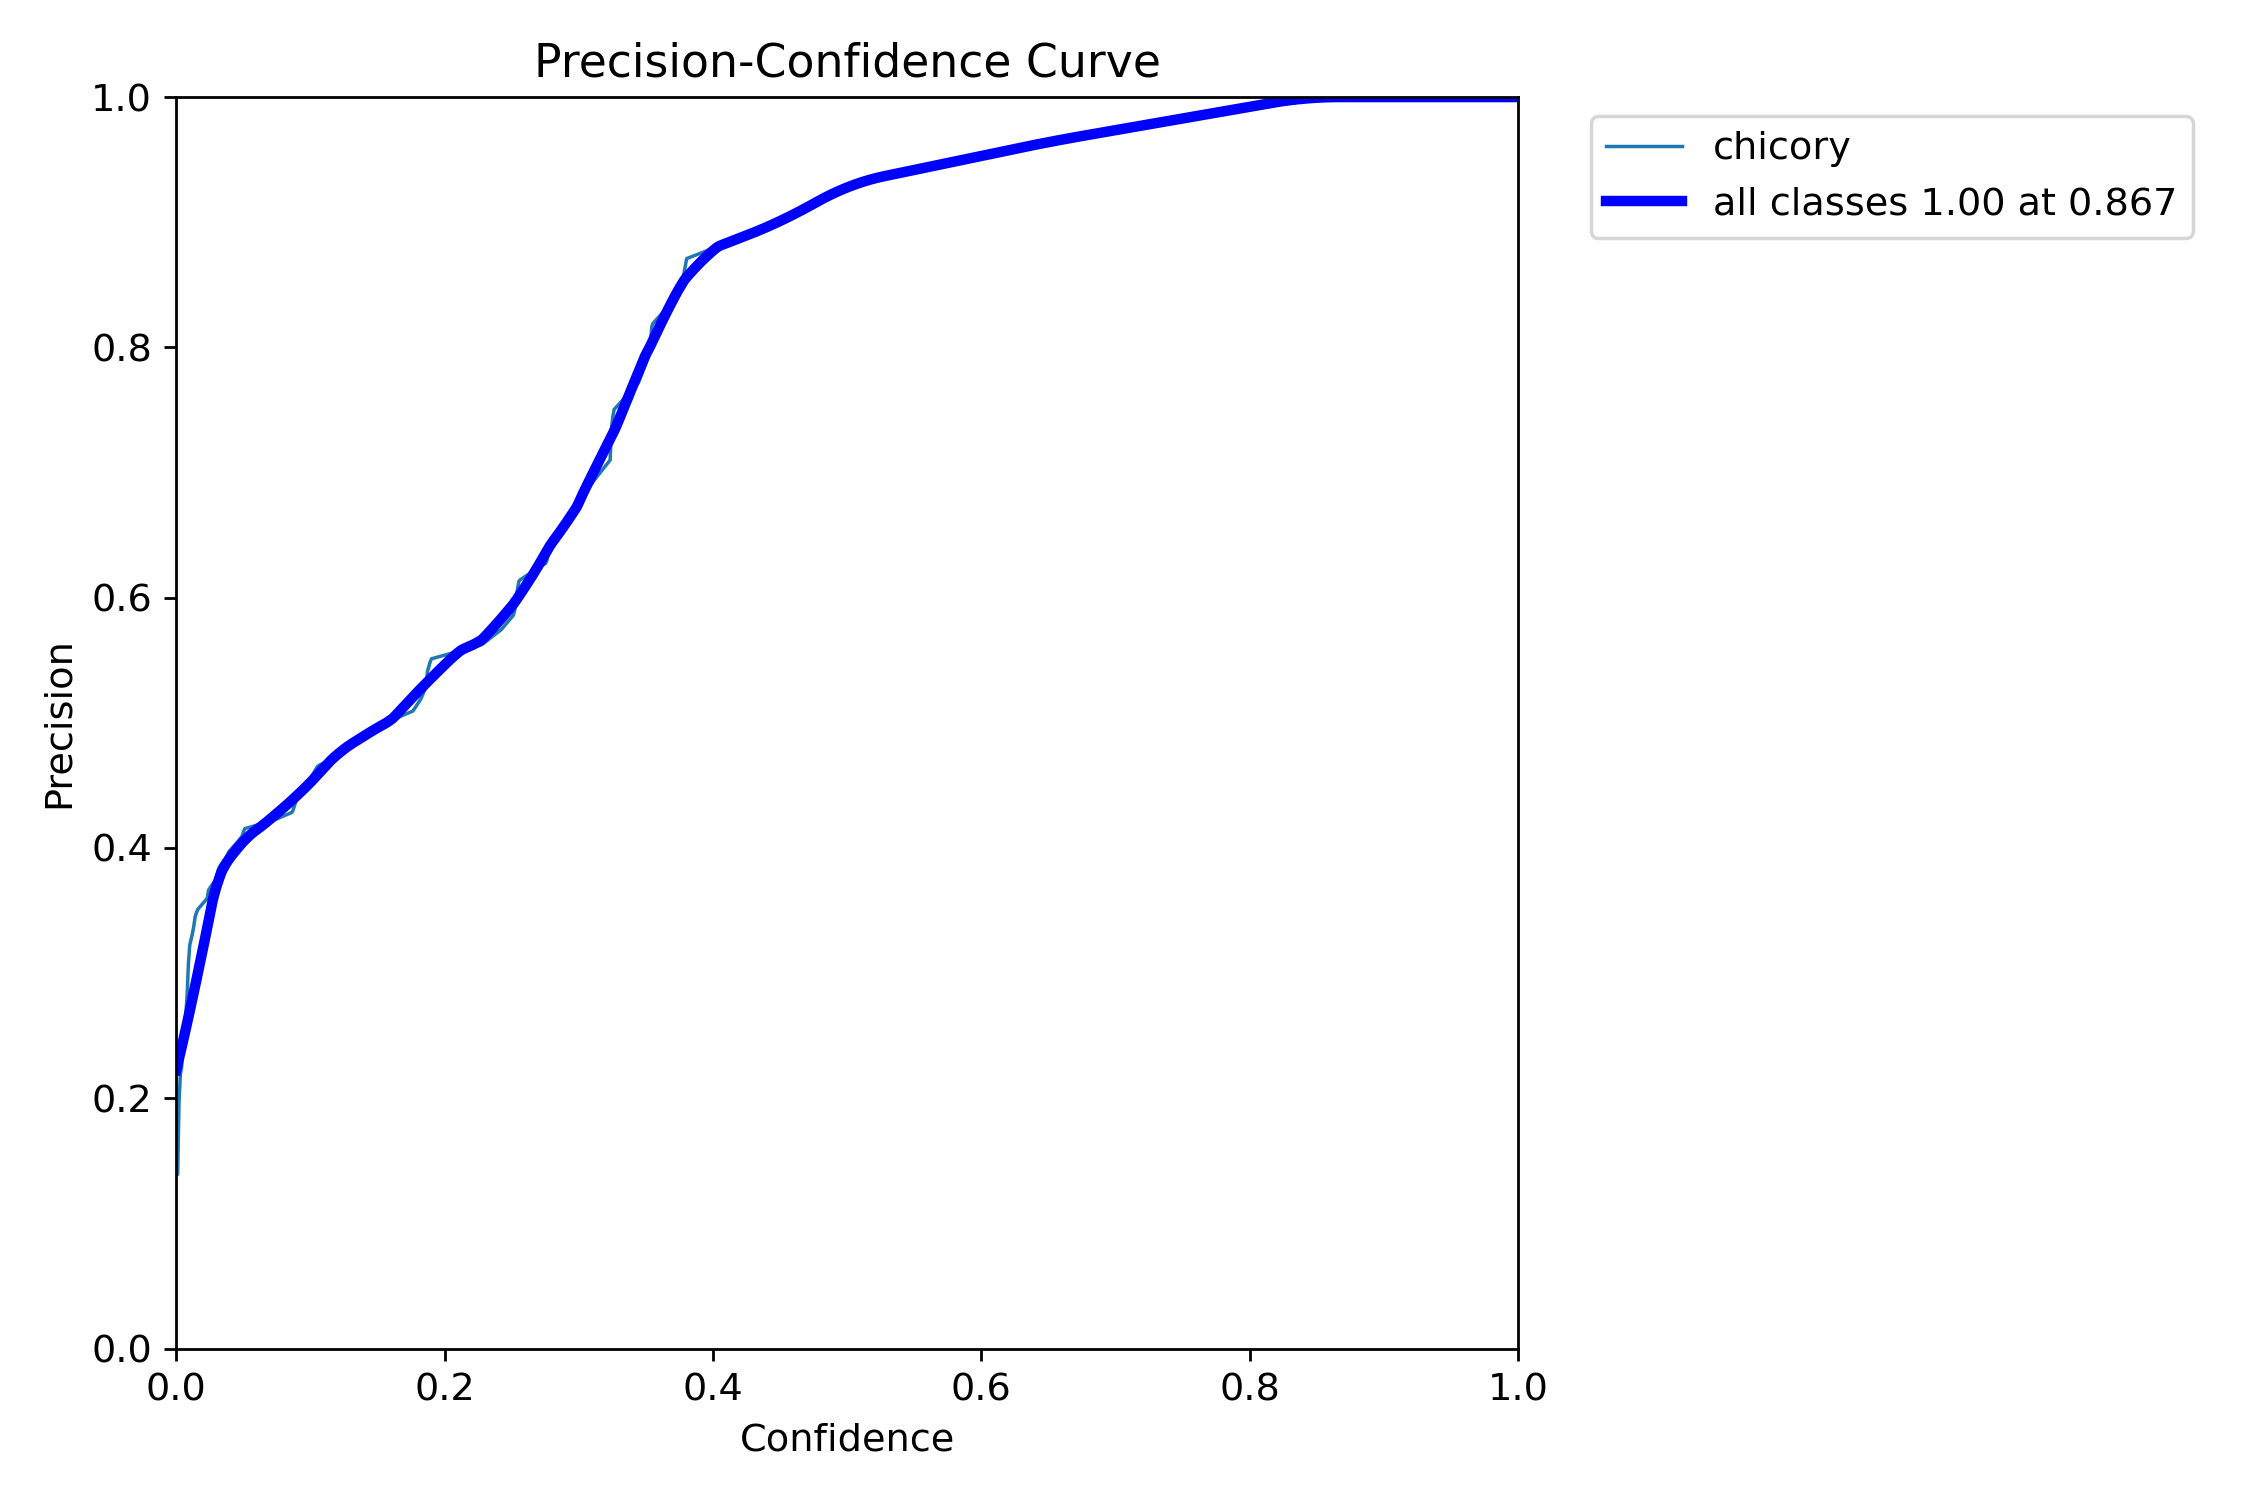 Precision-Confidence Curve
1.0
0.8
0.6
0.4
0.2
0.0
Precision
0.0 0.2 0.4 0.6 0.8 1.0
Confidence
chicory
all classes 1.00 at 0.867